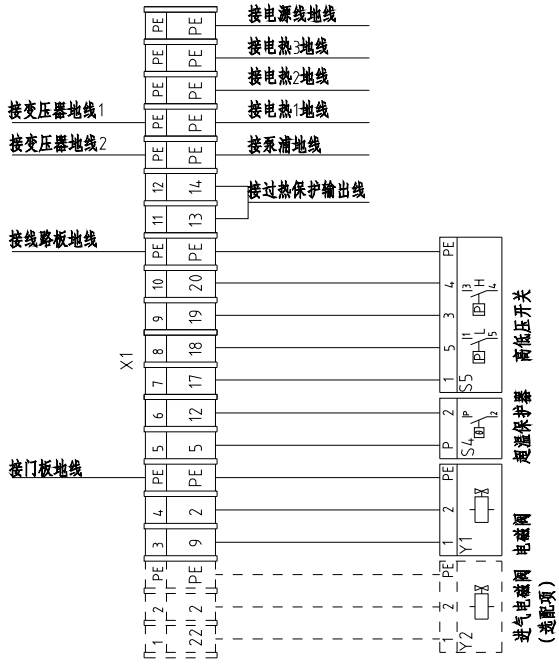 PE PE 接电源线地线
PE PE 接电热3地线
PE PE 接电热2地线
接变压器地线1 PE PE 接电热1地线
接变压器地线2 PE PE 接泵浦地线
12 14
接过热保护输出线
11 13
接线路板地线 PE PE PE
10 20 4
9 19 3
8 18 5
7 17 1
X1
P H 3 4
P L 1 5
S5
高低压开关
6 12 2
5 5 P
θ P 2
S4
超温保护器
接门板地线 PE PE PE
4 2 2
3 9 1
Y1
电磁阀
PE PE PE
2 2 2
1 22 1
Y2
进气电磁阀
(选配项)